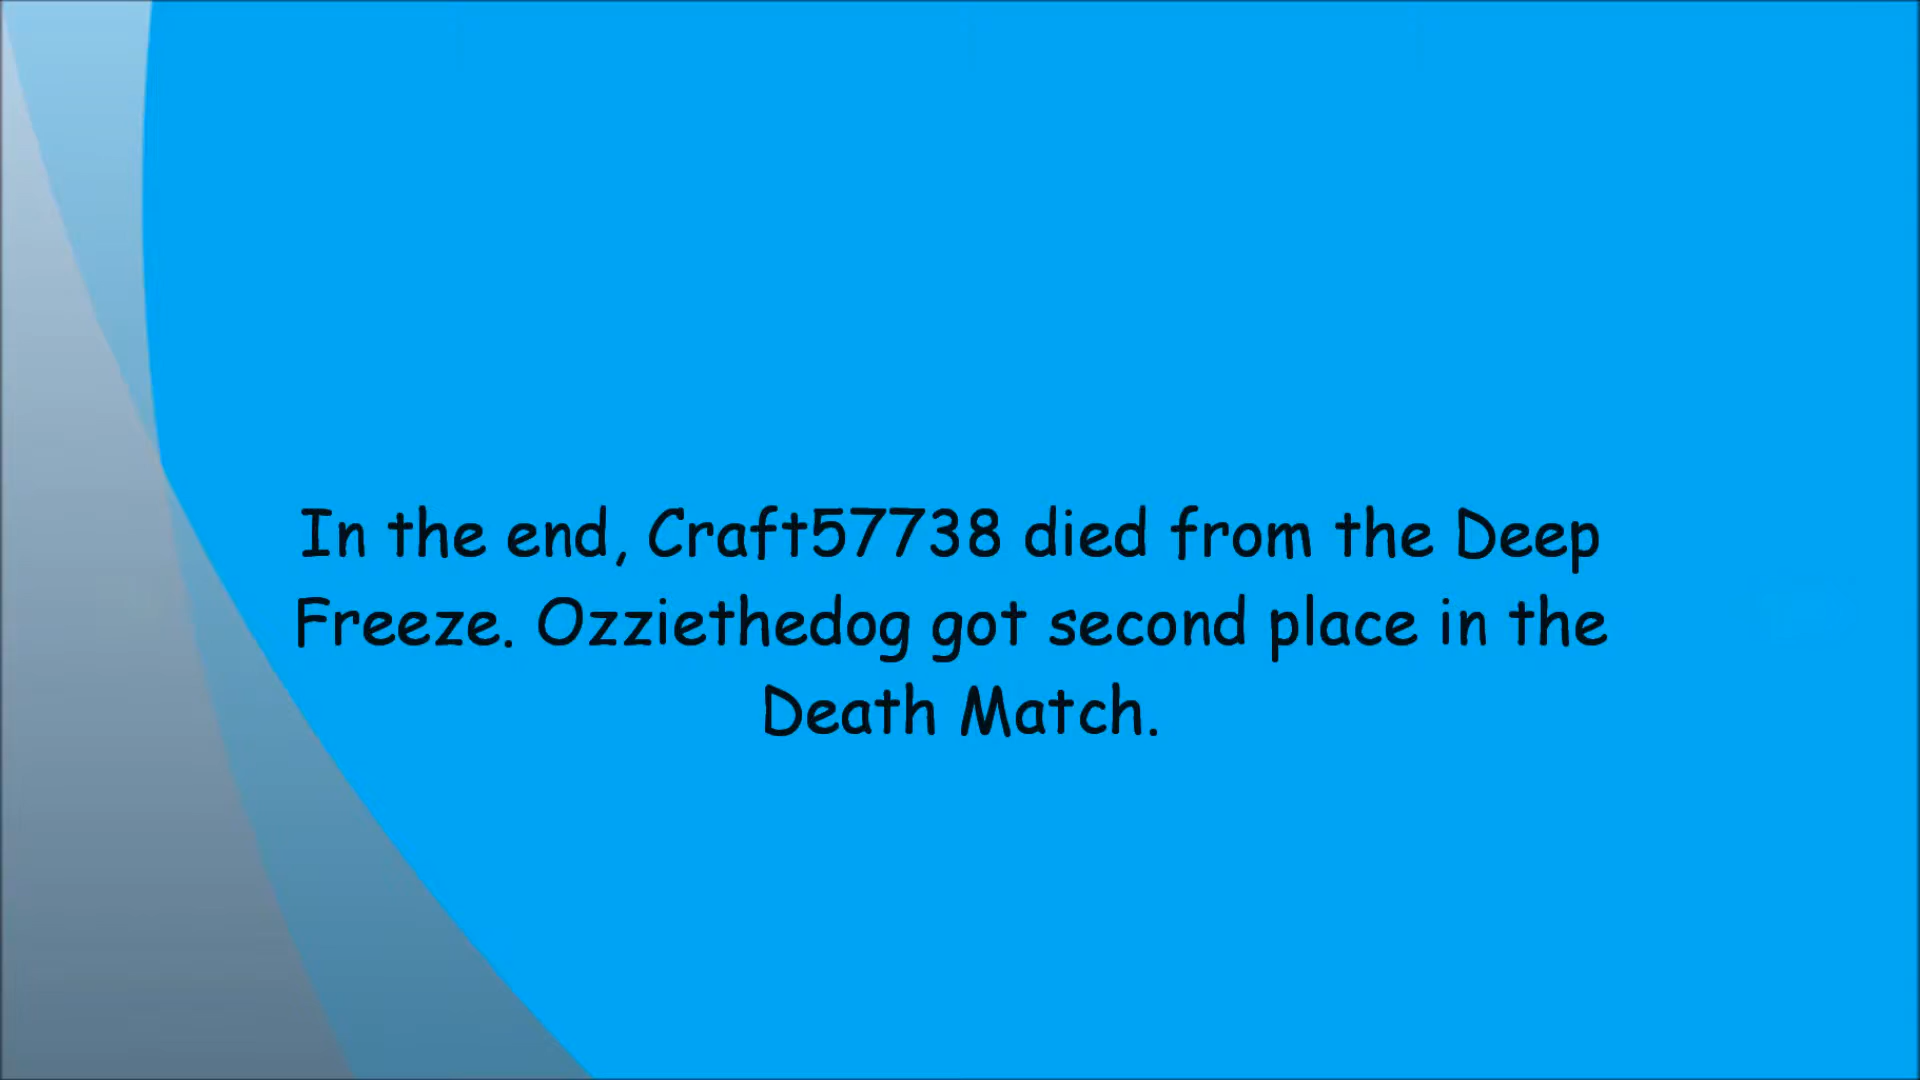 In the end, Craft57738 died from the Deep
Freeze. Ozziethedog got second place in the
Death Match.